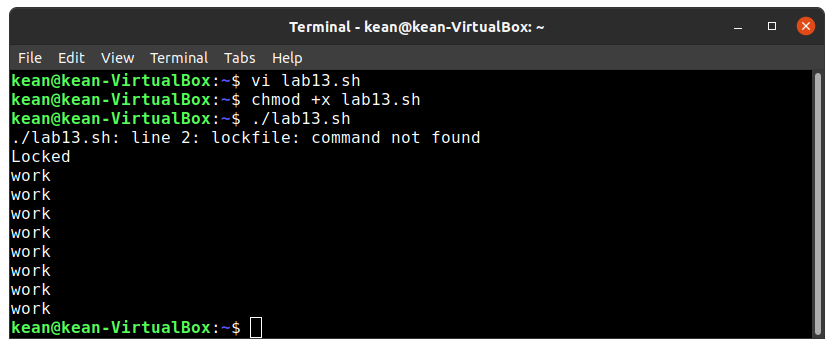 Terminal - kean@kean-VirtualBox: ~
File Edit View Terminal Tabs Help
kean@kean-VirtualBox:~$ vi lab13.sh
kean@kean-VirtualBox:~$ chmod +x lab13.sh
kean@kean-VirtualBox:~$ ./lab13.sh
./lab13.sh: line 2: lockfile: command not found
Locked
work
work
work
work
work
work
work
work
kean@kean-VirtualBox:~$